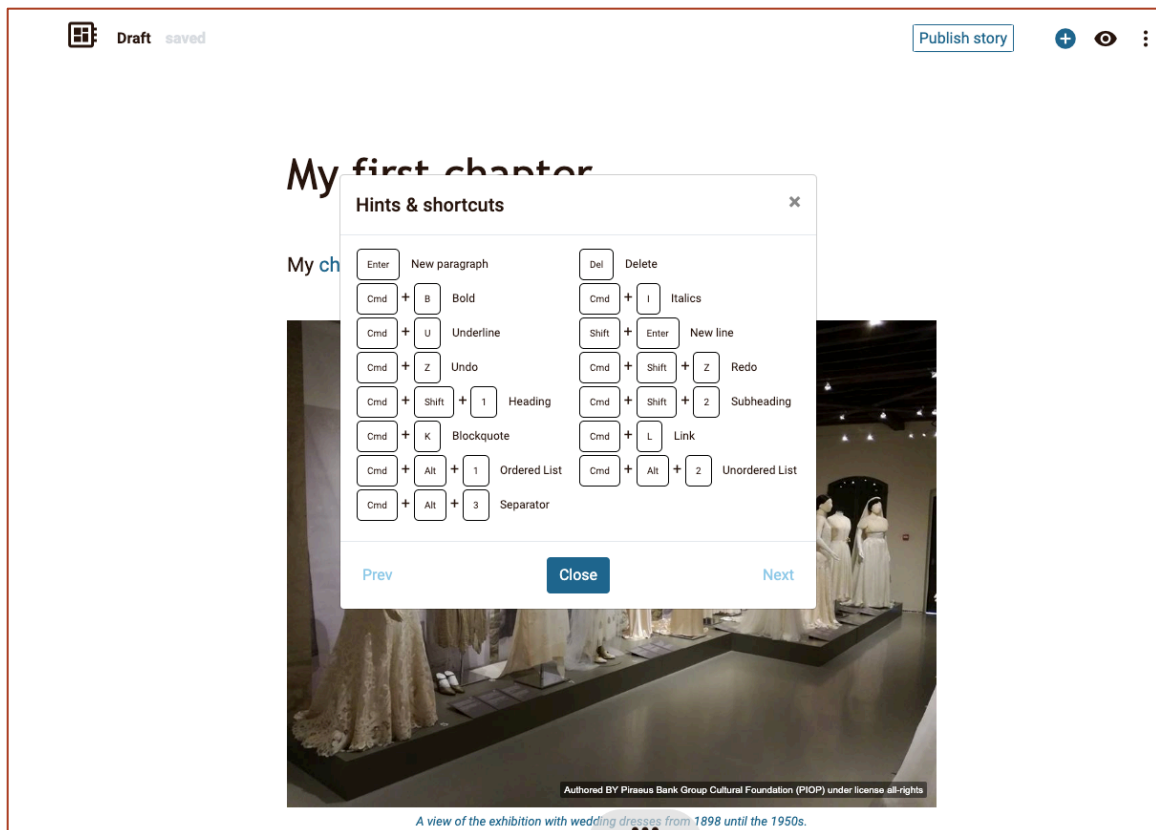 Draft saved Publish story
My first chapter
Hints & shortcuts ×
My ch
Enter New paragraph Del Delete
Cmd + B Bold Cmd + I Italics
Cmd + U Underline Shift + Enter New line
Cmd + Z Undo Cmd + Shift + Z Redo
Cmd + Shift + 1 Heading Cmd + Shift + 2 Subheading
Cmd + K Blockquote Cmd + L Link
Cmd + Alt + 1 Ordered List Cmd + Alt + 2 Unordered List
Cmd + Alt + 3 Separator
Prev Close Next
Authored BY Piraeus Bank Group Cultural Foundation (PIOP) under license all-rights
A view of the exhibition with wedding dresses from 1898 until the 1950s.